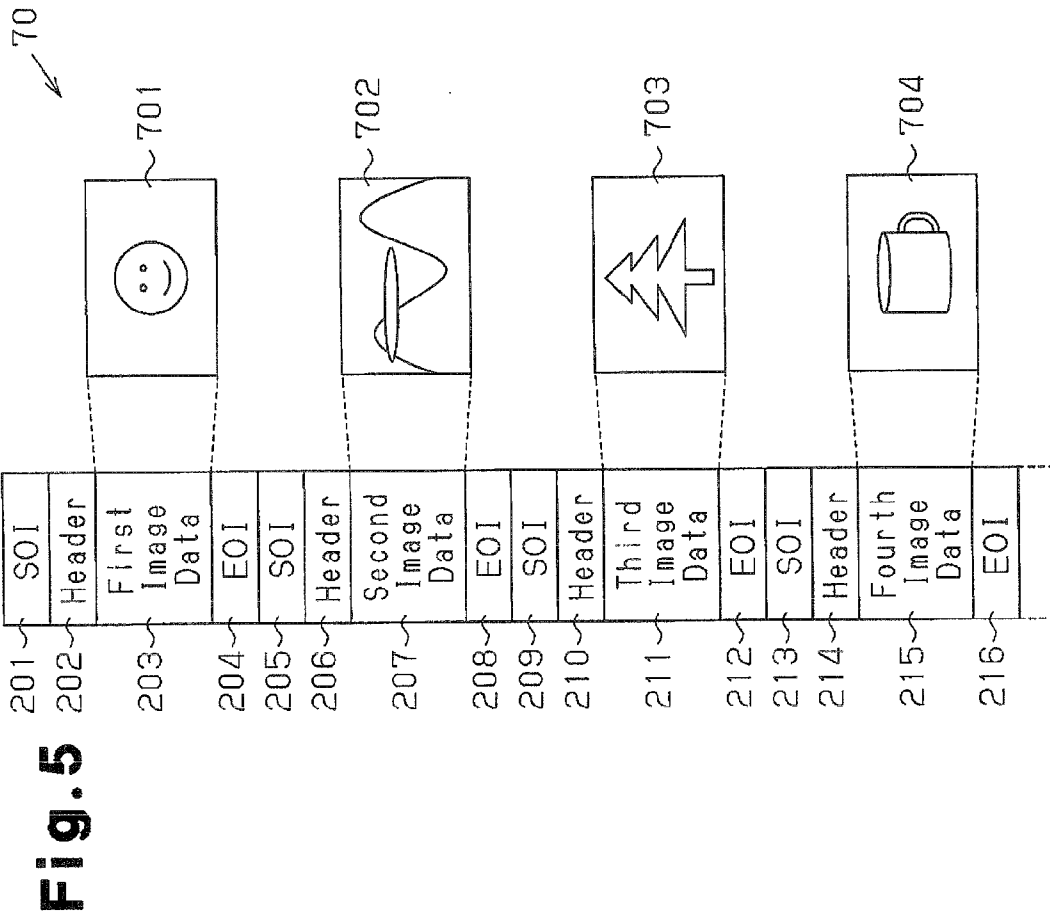 Fig.5
70
201 SOI
202 Header
203 First
Image
Data
204 EOI
205 SOI
206 Header
207 Second
Image
Data
208 EOI
209 SOI
210 Header
211 Third
Image
Data
212 EOI
213 SOI
214 Header
215 Fourth
Image
Data
216 EOI
701
702
703
704